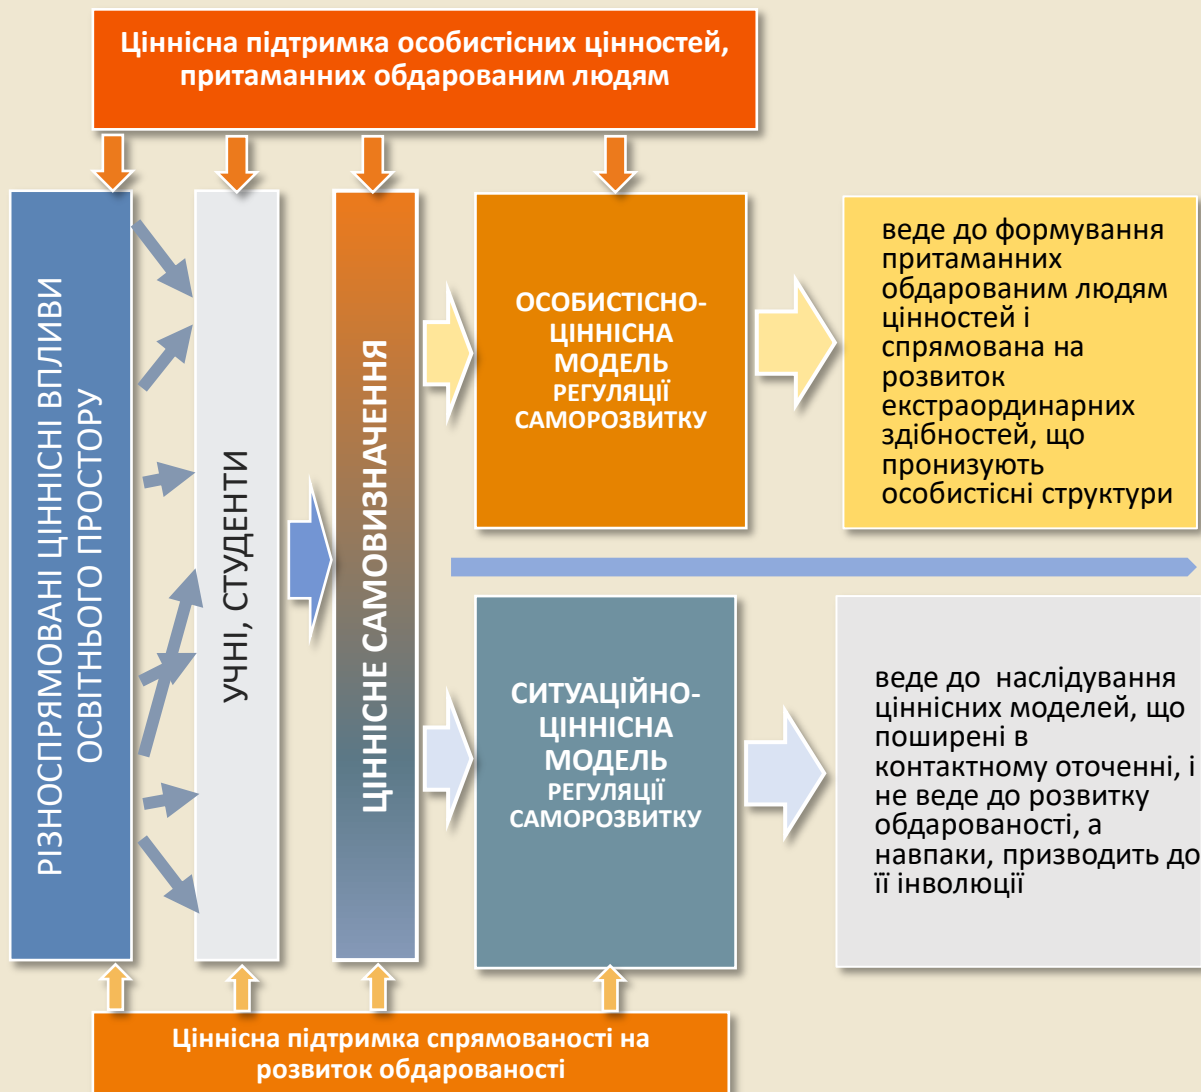 Ціннісна підтримка особистісних цінностей,
притаманних обдарованим людям
РІЗНОСПРЯМОВАНІ ЦІННІСНІ ВПЛИВИ
ОСВІТНЬОГО ПРОСТОРУ
УЧНІ, СТУДЕНТИ
ЦІННІСНЕ САМОВИЗНАЧЕННЯ
ОСОБИСТІСНО-
ЦІННІСНА
МОДЕЛЬ
РЕГУЛЯЦІЇ
САМОРОЗВИТКУ
веде до формування
притаманних
обдарованим людям
цінностей і
спрямована на
розвиток
екстраординарних
здібностей, що
пронизують
особистісні структури
СИТУАЦІЙНО-
ЦІННІСНА
МОДЕЛЬ
РЕГУЛЯЦІЇ
САМОРОЗВИТКУ
веде до  наслідування
ціннісних моделей, що
поширені в
контактному оточенні, і
не веде до розвитку
обдарованості, а
навпаки, призводить до
її інволюції
Ціннісна підтримка спрямованості на
розвиток обдарованості